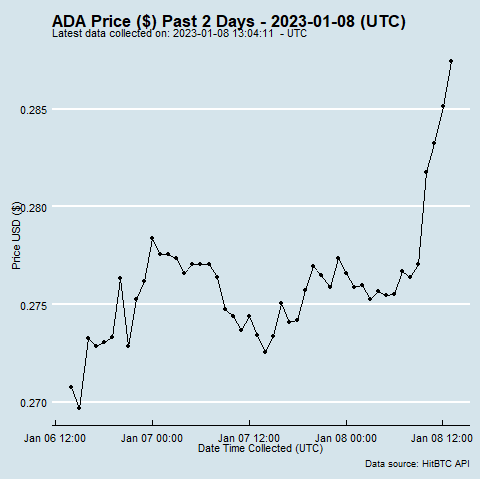 ADA Price ($) Past 2 Days - 2023-01-08 (UTC)
Latest data collected on: 2023-01-08 13:04:11 - UTC
Price USD ($)
0.285
0.280
0.275
0.270
Jan 06 12:00 Jan 07 00:00 Jan 07 12:00 Jan 08 00:00 Jan 08 12:00
Date Time Collected (UTC)
Data source: HitBTC API